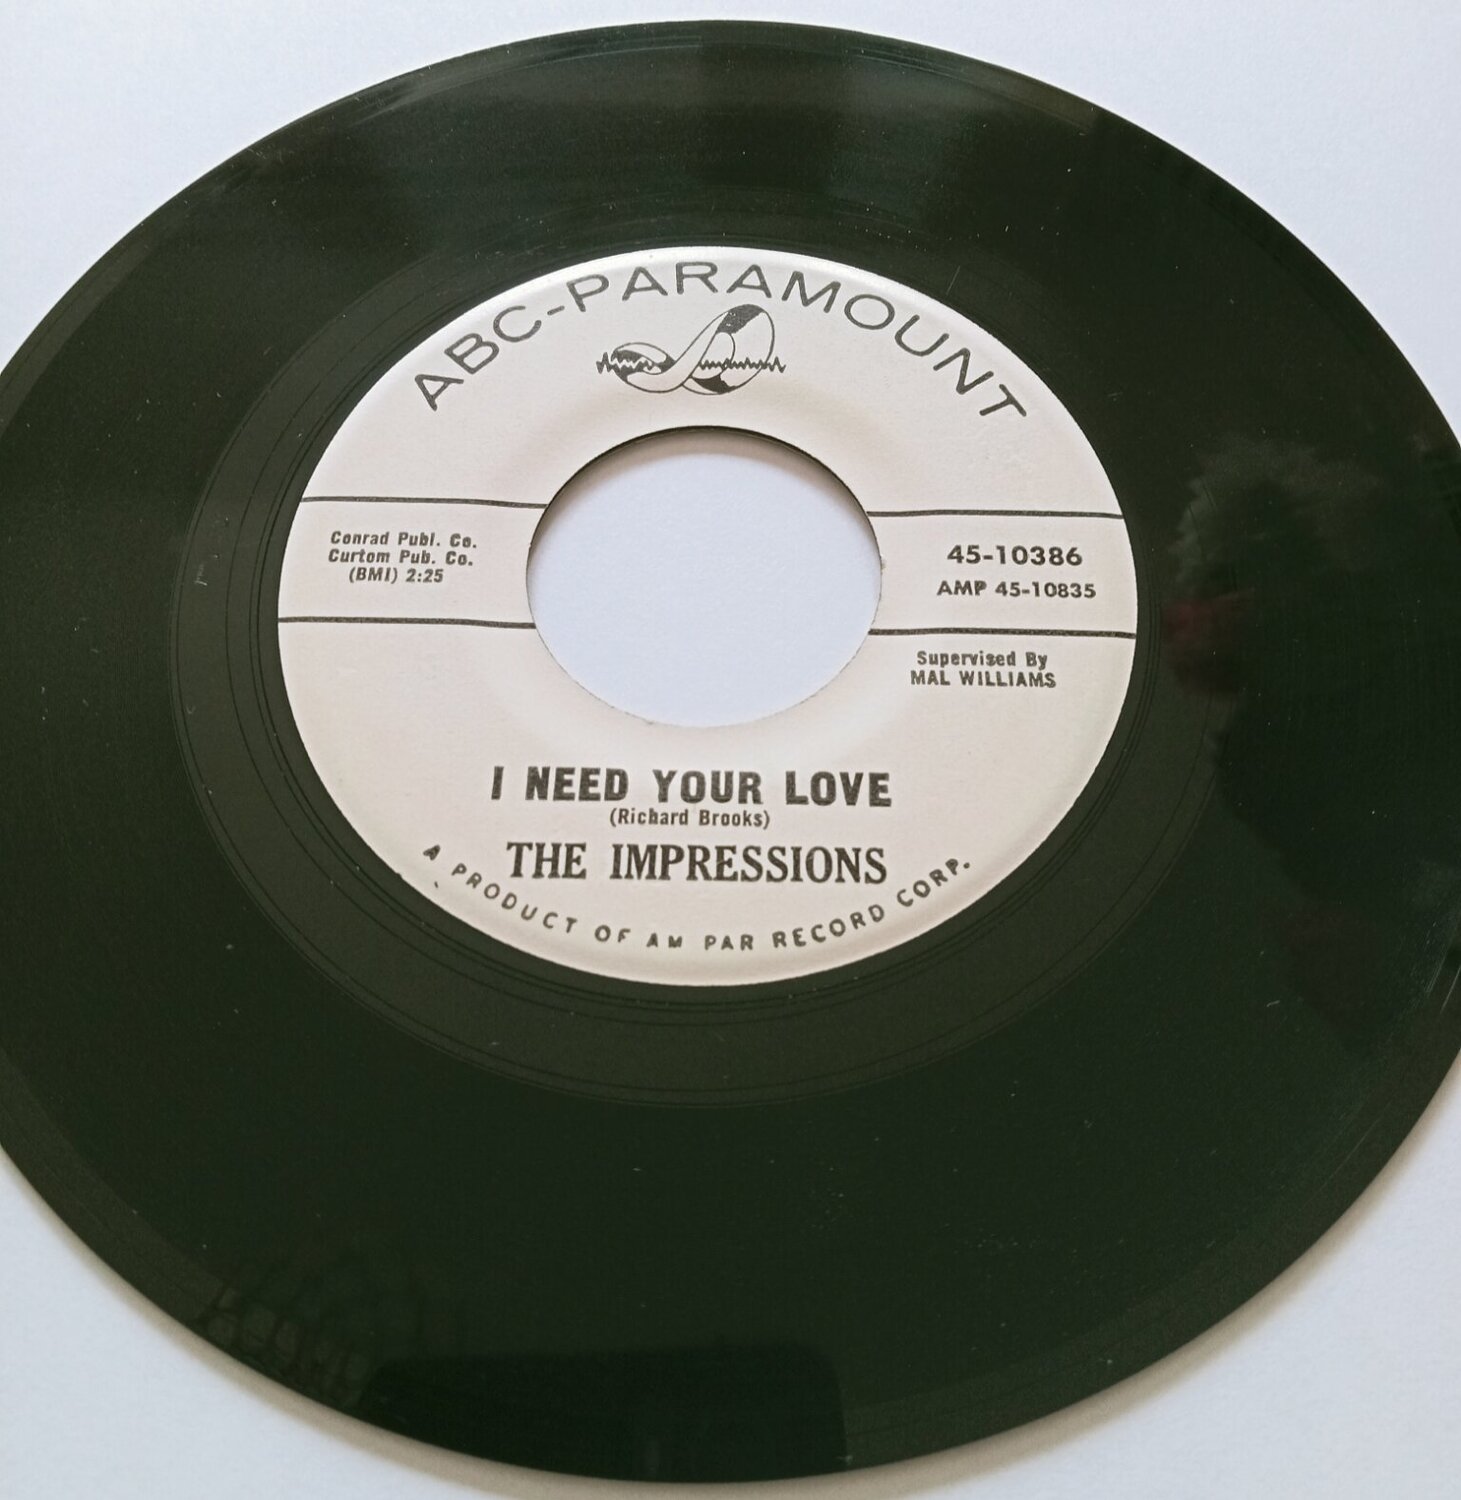 ABC-PARAMOUNT
Conrad Publ. Co.
Curtom Pub. Co.
(BMI) 2:25
45-10386
AMP 45-10835
Supervised By
MAL WILLIAMS
I NEED YOUR LOVE
(Richard Brooks)
THE IMPRESSIONS
A PRODUCT OF AM PAR RECORD CORP.